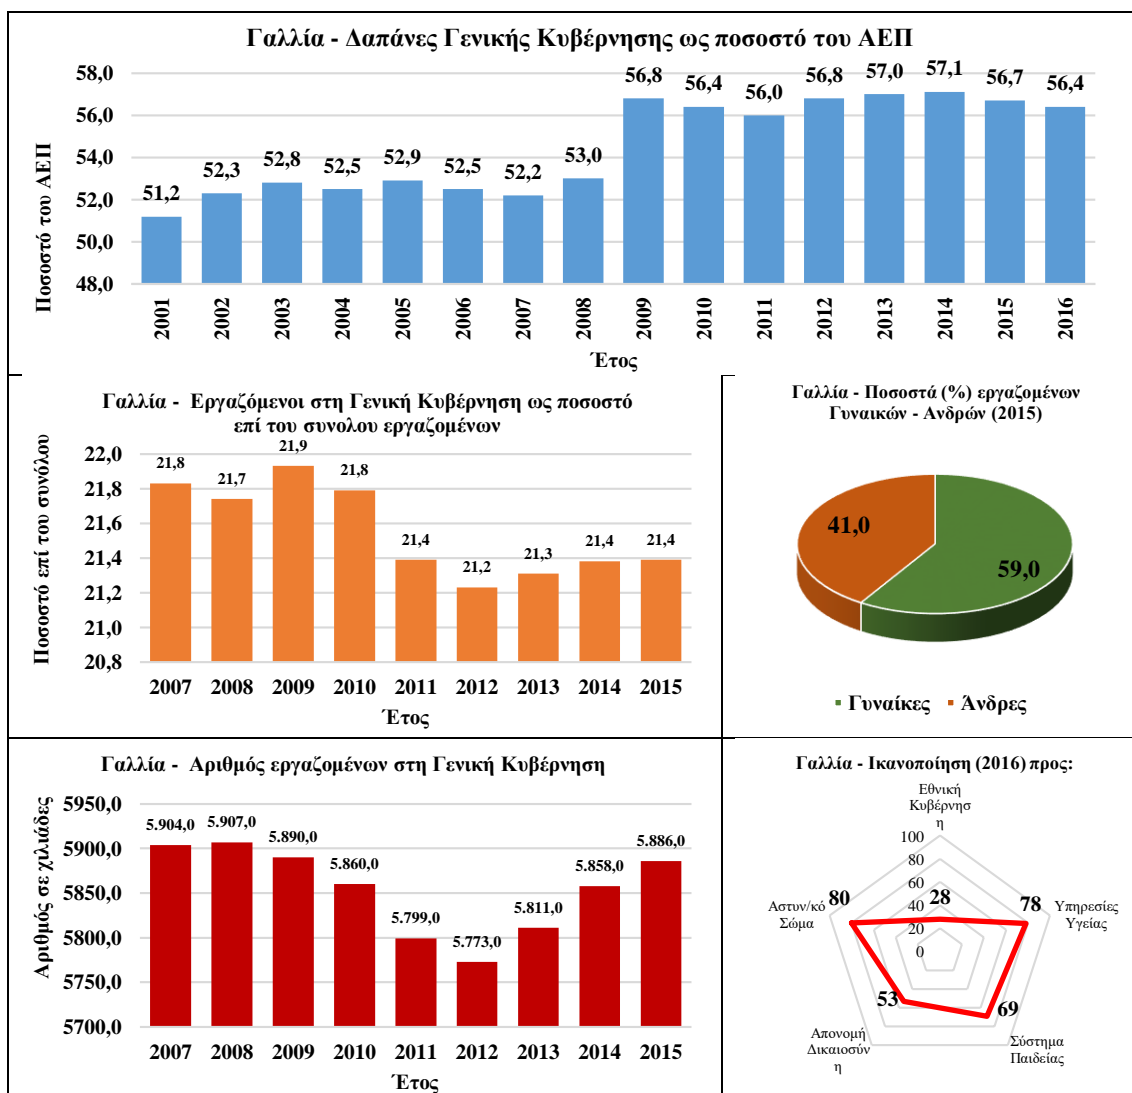 Γαλλία - Δαπάνες Γενικής Κυβέρνησης ως ποσοστό του ΑΕΠ
Ποσοστό του ΑΕΠ
58,0
56,0
54,0
52,0
50,0
48,0
51,2
52,3
52,8
52,5
52,9
52,5
52,2
53,0
56,8
56,4
56,0
56,8
57,0
57,1
56,7
56,4
2001
2002
2003
2004
2005
2006
2007
2008
2009
2010
2011
2012
2013
2014
2015
2016
Έτος
Γαλλία - Εργαζόμενοι στη Γενική Κυβέρνηση ως ποσοστό
επί του συνολου εργαζομένων
Ποσοστό επί του συνόλου
22,0
21,8
21,6
21,4
21,2
21,0
20,8
21,8
21,7
21,9
21,8
21,4
21,2
21,3
21,4
21,4
2007 2008 2009 2010 2011 2012 2013 2014 2015
Έτος
Γαλλία - Ποσοστά (%) εργαζομένων
Γυναικών - Ανδρών (2015)
41,0
59,0
Γυναίκες Άνδρες
Γαλλία - Αριθμός εργαζομένων στη Γενική Κυβέρνηση
Αριθμός σε χιλιάδες
5950,0
5900,0
5850,0
5800,0
5750,0
5700,0
5.904,0
5.907,0
5.890,0
5.860,0
5.799,0
5.773,0
5.811,0
5.858,0
5.886,0
2007 2008 2009 2010 2011 2012 2013 2014 2015
Έτος
Γαλλία - Ικανοποίηση (2016) προς:
Εθνική
Κυβέρνησ
η
100
80
60
40
20
0
28
78
69
53
80
Υπηρεσίες
Υγείας
Σύστημα
Παιδείας
Απονομή
Δικαιοσύν
η
Αστυν/κό
Σώμα